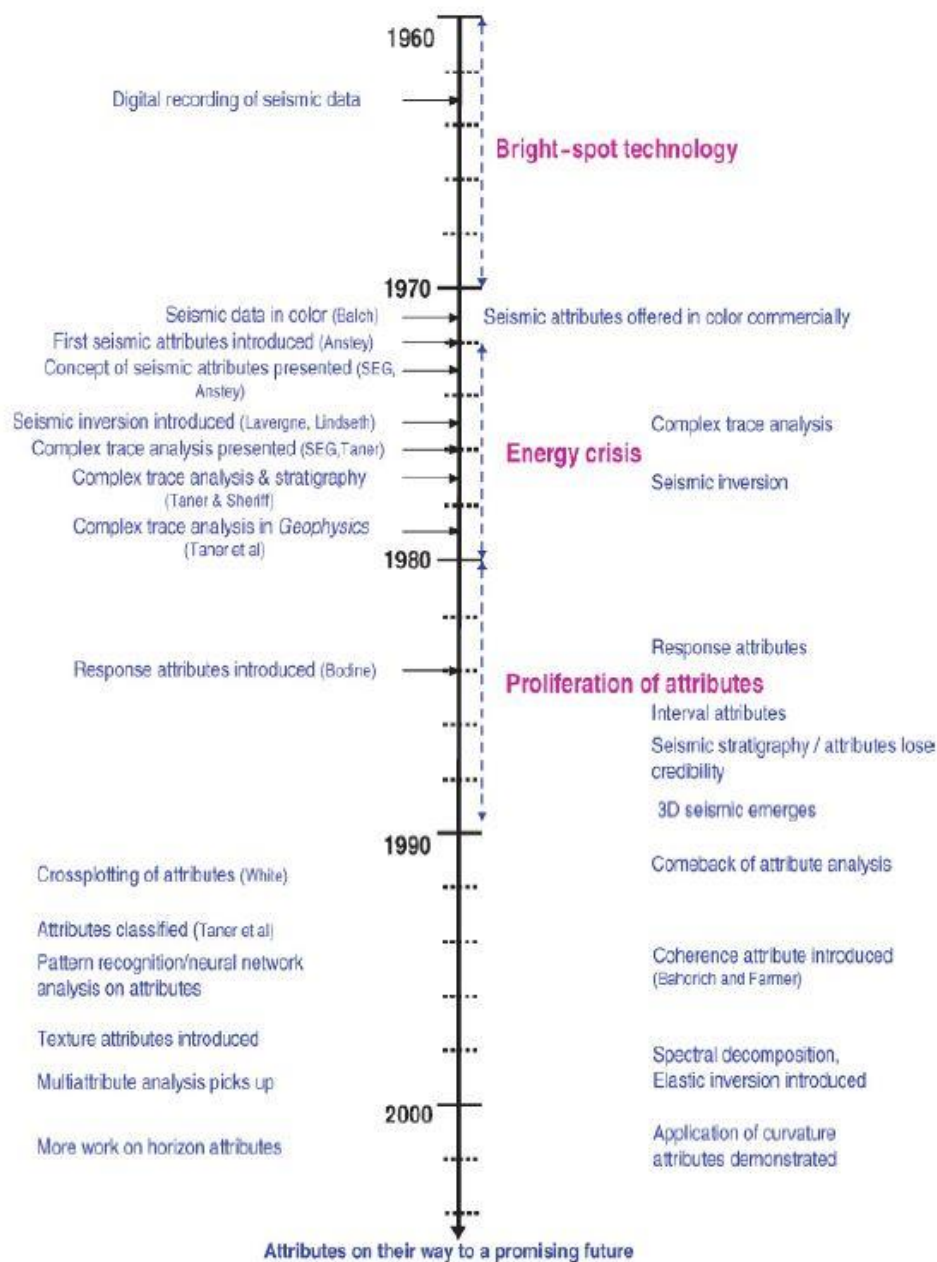 1960
Digital recording of seismic data
Bright-spot technology
1970
Seismic data in color (Balch)
Seismic attributes offered in color commercially
First seismic attributes introduced (Anstey)
Concept of seismic attributes presented (SEG,
Anstey)
Seismic inversion introduced (Lavergne, Lindseth)
Complex trace analysis
Complex trace analysis presented (SEG,Taner)
Energy crisis
Complex trace analysis & stratigraphy
(Taner & Sheriff)
Seismic inversion
Complex trace analysis in Geophysics
(Taner et al)
1980
Response attributes
Response attributes introduced (Bodine)
Proliferation of attributes
Interval attributes
Seismic stratigraphy / attributes lose
credibility
3D seismic emerges
1990
Comeback of attribute analysis
Crossplotting of attributes (White)
Attributes classified (Taner et al)
Coherence attribute introduced
(Bahorich and Farmer)
Pattern recognition/neural network
analysis on attributes
Texture attributes introduced
Spectral decomposition,
Elastic inversion introduced
Multiattribute analysis picks up
2000
More work on horizon attributes
Application of curvature
attributes demonstrated
Attributes on their way to a promising future